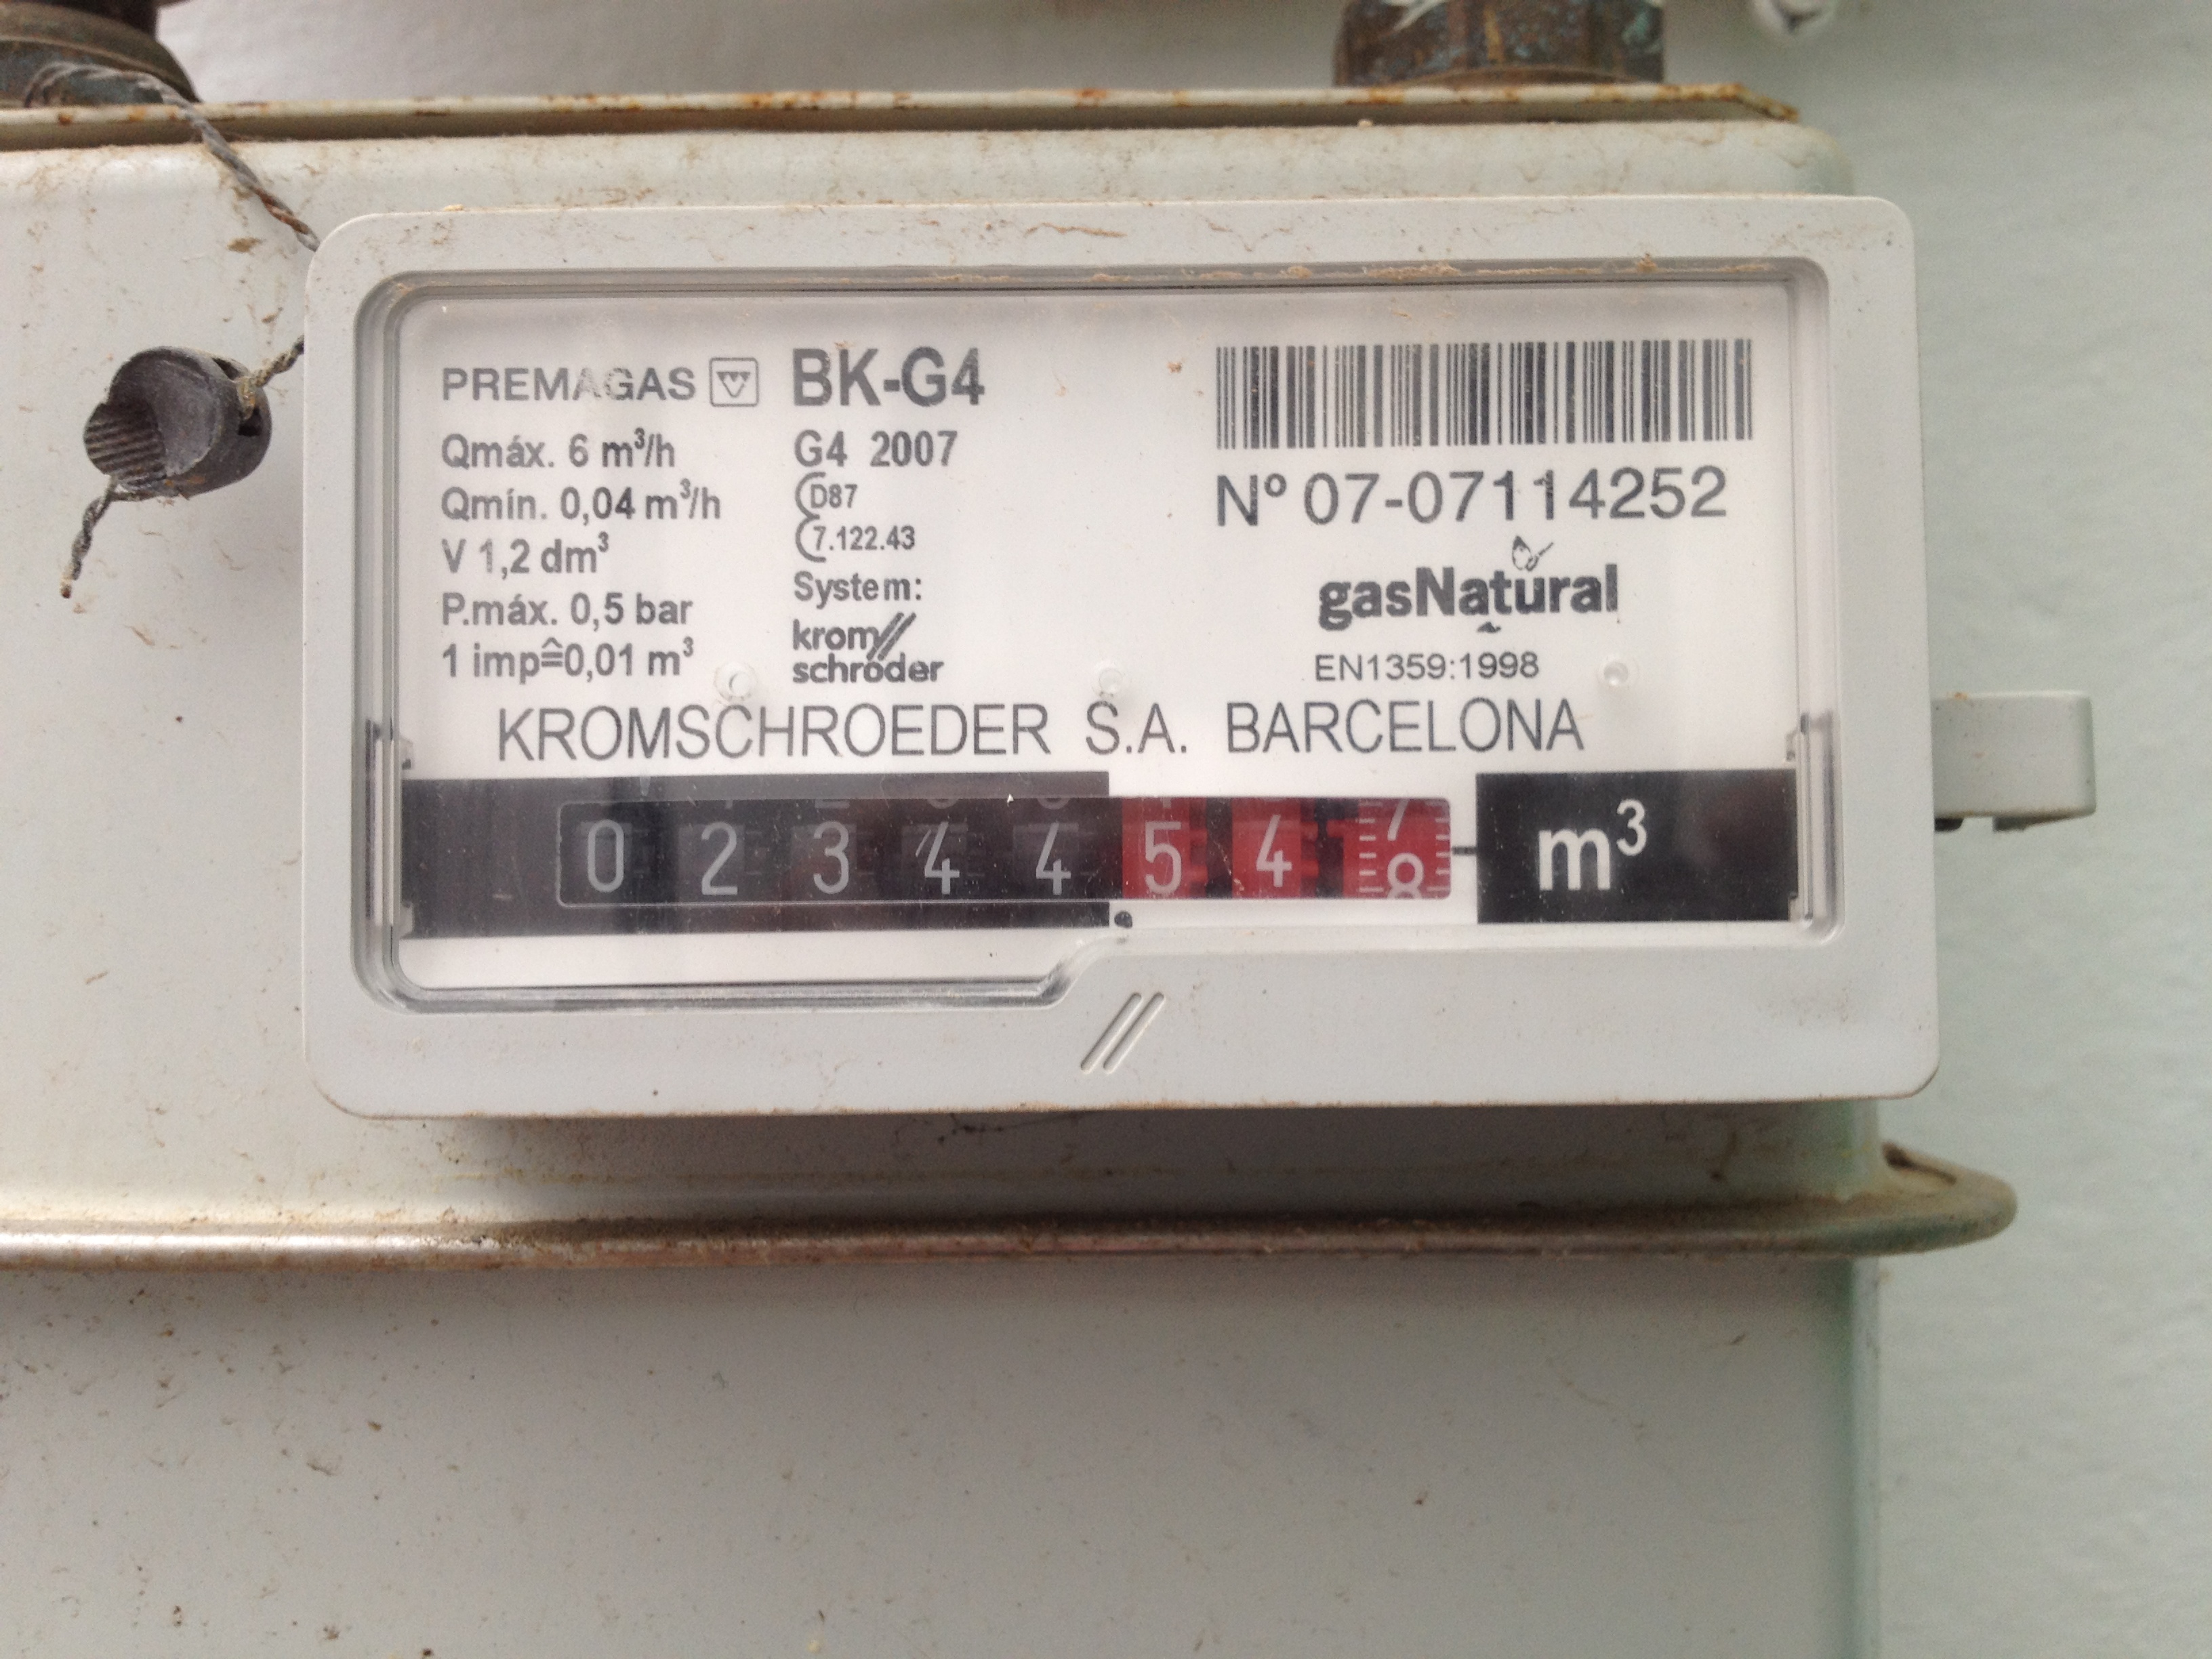 PREMAGAS BK-G4
Qmáx. 6 m³/h
Qmín. 0,04 m³/h
V 1,2 dm³
P.máx. 0,5 bar
1 imp≙0,01 m³
G4 2007
D87
7.122.43
System:
krom//
schröder
Nº 07-07114252
gasNatural
EN1359:1998
KROMSCHROEDER S.A. BARCELONA
0 2 3 4 4 5 4 7 m³
8